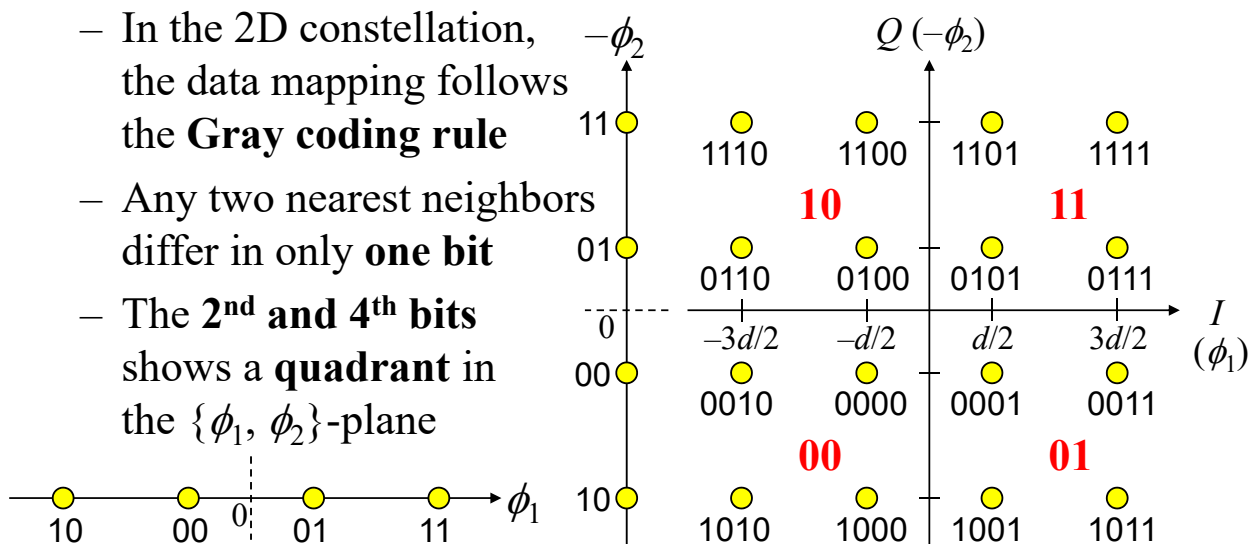 – In the 2D constellation,
the data mapping follows
the Gray coding rule
– Any two nearest neighbors
differ in only one bit
– The 2nd and 4th bits
shows a quadrant in
the {ϕ1, ϕ2}-plane
10 00 0 01 11 ϕ1
–ϕ2
11
01
0
00
10
Q (–ϕ2)
1110 1100 1101 1111
10 11
0110 0100 0101 0111
–3d/2 –d/2 d/2 3d/2 I
(ϕ1)
0010 0000 0001 0011
00 01
1010 1000 1001 1011